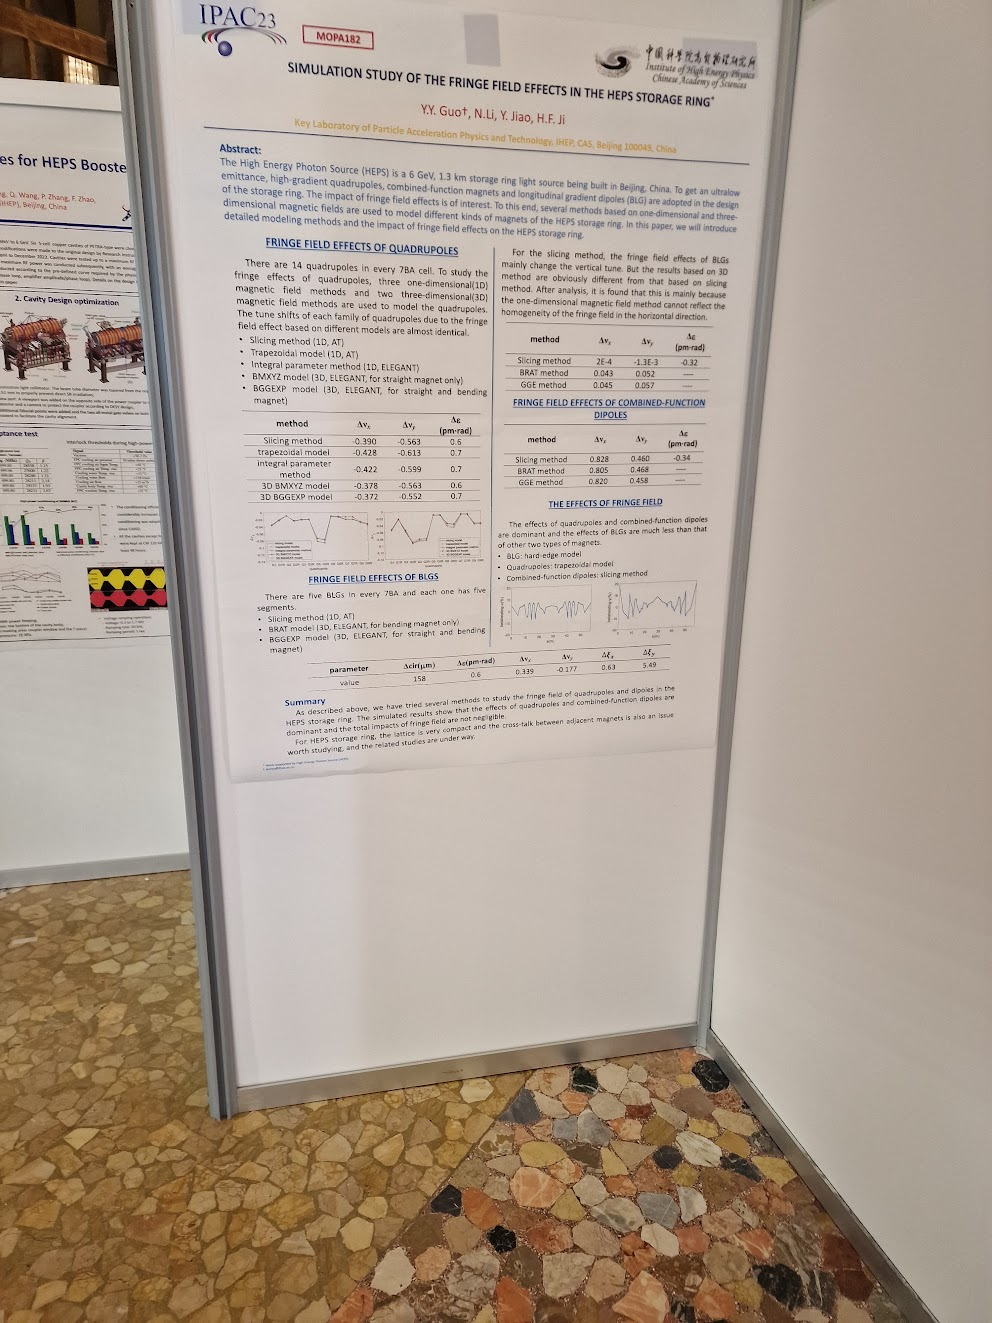 IPAC23
MOPA182
中国科学院高能物理研究所
Institute of High Energy Physics
Chinese Academy of Sciences
SIMULATION STUDY OF THE FRINGE FIELD EFFECTS IN THE HEPS STORAGE RING*
Y.Y. Guo†, N.Li, Y. Jiao, H.F. Ji
Key Laboratory of Particle Acceleration Physics and Technology, IHEP, CAS, Beijing 100049, China
Abstract:
The High Energy Photon Source (HEPS) is a 6 GeV, 1.3 km storage ring light source being built in Beijing, China. To get an ultralow
emittance, high-gradient quadrupoles, combined-function magnets and longitudinal gradient dipoles (BLG) are adopted in the design
of the storage ring. The impact of fringe field effects is of interest. To this end, several methods based on one-dimensional and three-
dimensional magnetic fields are used to model different kinds of magnets of the HEPS storage ring. In this paper, we will introduce
detailed modeling methods and the impact of fringe field effects on the HEPS storage ring.
FRINGE FIELD EFFECTS OF QUADRUPOLES
There are 14 quadrupoles in every 7BA cell. To study the
fringe effects of quadrupoles, three one-dimensional(1D)
magnetic field methods and two three-dimensional(3D)
magnetic field methods are used to model the quadrupoles.
The tune shifts of each family of quadrupoles due to the fringe
field effect based on different models are almost identical.
• Slicing method (1D, AT)
• Trapezoidal model (1D, AT)
• Integral parameter method (1D, ELEGANT)
• BMXYZ model (3D, ELEGANT, for straight magnet only)
• BGGEXP model (3D, ELEGANT, for straight and bending
magnet)
method Δνx Δνy Δε (pm·rad)
Slicing method -0.390 -0.563 0.6
trapezoidal model -0.428 -0.613 0.7
integral parameter method -0.422 -0.599 0.7
3D BMXYZ model -0.378 -0.563 0.6
3D BGGEXP model -0.372 -0.552 0.7
FRINGE FIELD EFFECTS OF BLGS
There are five BLGs in every 7BA and each one has five
segments.
• Slicing method (1D, AT)
• BRAT model (3D, ELEGANT, for bending magnet only)
• BGGEXP model (3D, ELEGANT, for straight and bending
magnet)
For the slicing method, the fringe field effects of BLGs
mainly change the vertical tune. But the results based on 3D
method are obviously different from that based on slicing
method. After analysis, it is found that this is mainly because
the one-dimensional magnetic field method cannot reflect the
homogeneity of the fringe field in the horizontal direction.
method Δνx Δνy Δε (pm·rad)
Slicing method 2E-4 -1.3E-3 -0.32
BRAT method 0.043 0.052 ----
GGE method 0.045 0.057 ----
FRINGE FIELD EFFECTS OF COMBINED-FUNCTION
DIPOLES
method Δνx Δνy Δε (pm·rad)
Slicing method 0.828 0.460 -0.34
BRAT method 0.805 0.468 ----
GGE method 0.820 0.458 ----
THE EFFECTS OF FRINGE FIELD
The effects of quadrupoles and combined-function dipoles
are dominant and the effects of BLGs are much less than that
of other two types of magnets.
• BLG: hard-edge model
• Quadrupoles: trapezoidal model
• Combined-function dipoles: slicing method
parameter Δcir(μm) Δε(pm·rad) Δνx Δνy Δξx Δξy
value 158 0.6 0.339 -0.177 0.63 5.49
Summary
As described above, we have tried several methods to study the fringe field of quadrupoles and dipoles in the
HEPS storage ring. The simulated results show that the effects of quadrupoles and combined-function dipoles are
dominant and the total impacts of fringe field are not negligible.
For HEPS storage ring, the lattice is very compact and the cross-talk between adjacent magnets is also an issue
worth studying, and the related studies are under way.
es for HEPS Booste
g, Q. Wang, P. Zhang, F. Zhao,
(IHEP), Beijing, China
2. Cavity Design optimization
ptance test